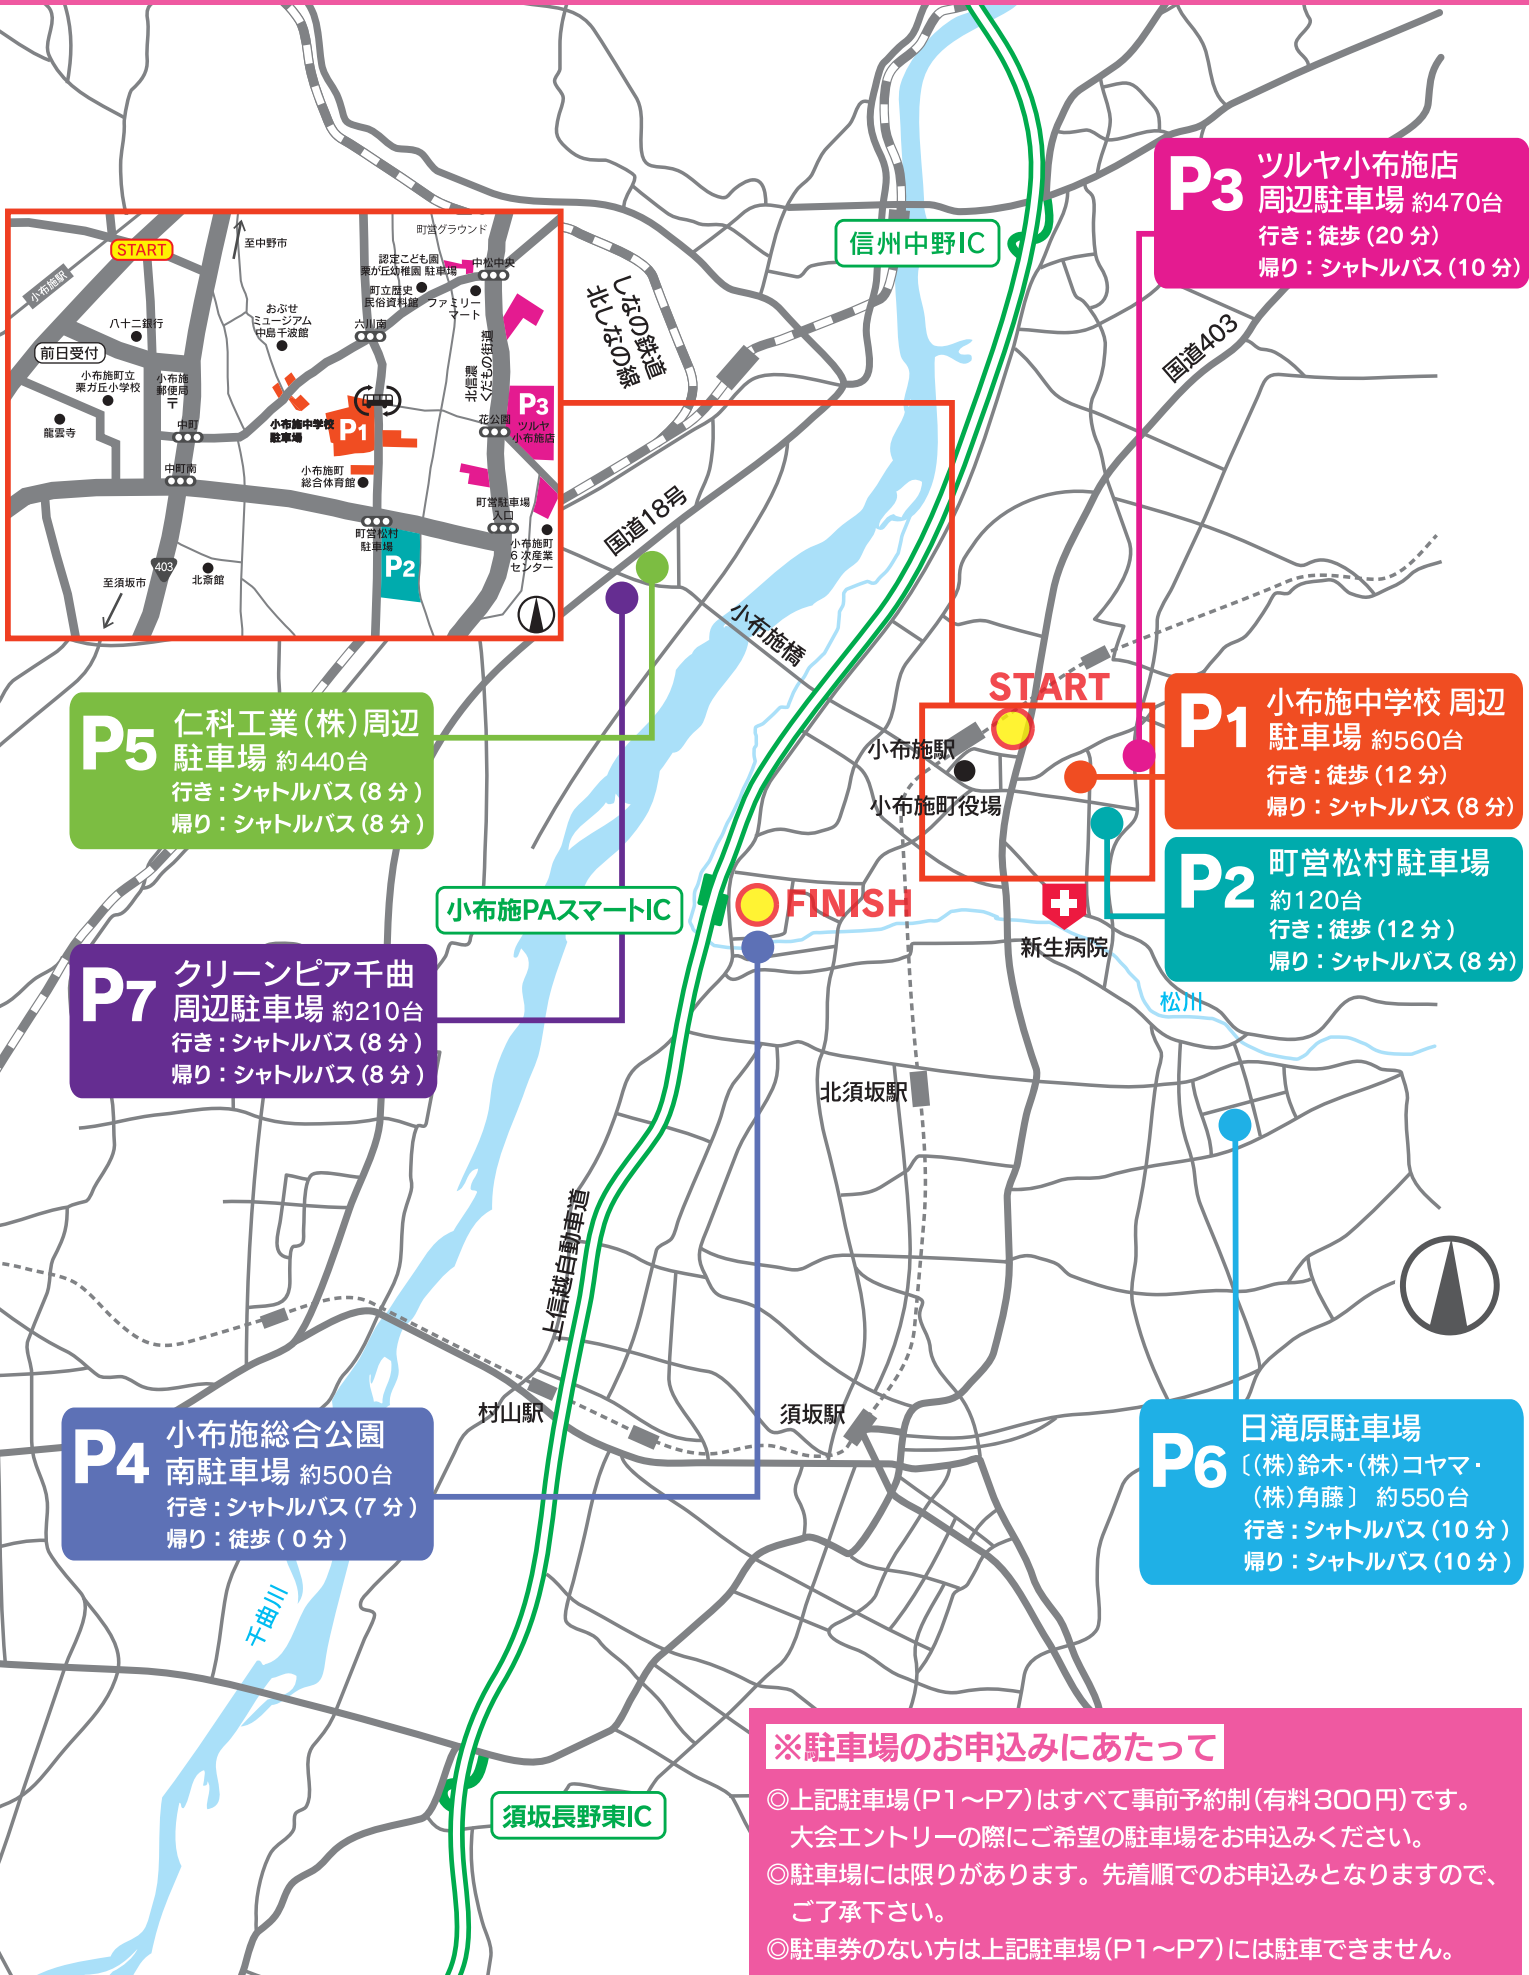 P3
ツルヤ小布施店
周辺駐車場 約470台
行き：徒歩（20 分）
帰り：シャトルバス（10 分）
信州中野IC
国道403
しなの鉄道
北しなの線
国道18号
小布施橋
町営グラウンド
START
至中野市
認定こども園
栗が丘幼稚園 駐車場
中松中央
小布施駅
町立歴史
民俗資料館
ファミリー
マート
おぶせ
ミュージアム
中島千波館
六川南
八十二銀行
前日受付
小布施町立
栗ガ丘小学校
小布施
郵便局
〒
北信濃
くだもの街道
龍雲寺
中町
小布施中学校
駐車場
P1
花公園
P3
ツルヤ
小布施店
中町南
小布施町
総合体育館
町営駐車場
入口
町営松村
駐車場
P2
小布施町
6 次産業
センター
403
北斎館
至須坂市
START
小布施駅
小布施町役場
P1
小布施中学校 周辺
駐車場 約560台
行き：徒歩（12 分）
帰り：シャトルバス（8 分）
P5
仁科工業（株）周辺
駐車場 約440台
行き：シャトルバス（8 分 ）
帰り：シャトルバス（8 分 ）
P2
町営松村駐車場
約120台
行き：徒歩（12 分 ）
帰り：シャトルバス（8 分）
小布施PAスマートIC
FINISH
新生病院
松川
P7
クリーンピア千曲
周辺駐車場 約210台
行き：シャトルバス（8 分 ）
帰り：シャトルバス（8 分 ）
北須坂駅
上信越自動車道
村山駅
須坂駅
P4
小布施総合公園
南駐車場 約500台
行き：シャトルバス（7 分 ）
帰り：徒歩（ 0 分 ）
P6
日滝原駐車場
〔（株）鈴木・（株）コヤマ・
（株）角藤〕 約550台
行き：シャトルバス（10 分 ）
帰り：シャトルバス（10 分 ）
千曲川
須坂長野東IC
※駐車場のお申込みにあたって
◎上記駐車場（P1～P7）はすべて事前予約制（有料300円）です。
大会エントリーの際にご希望の駐車場をお申込みください。
◎駐車場には限りがあります。先着順でのお申込みとなりますので、
ご了承下さい。
◎駐車券のない方は上記駐車場（P1～P7）には駐車できません。